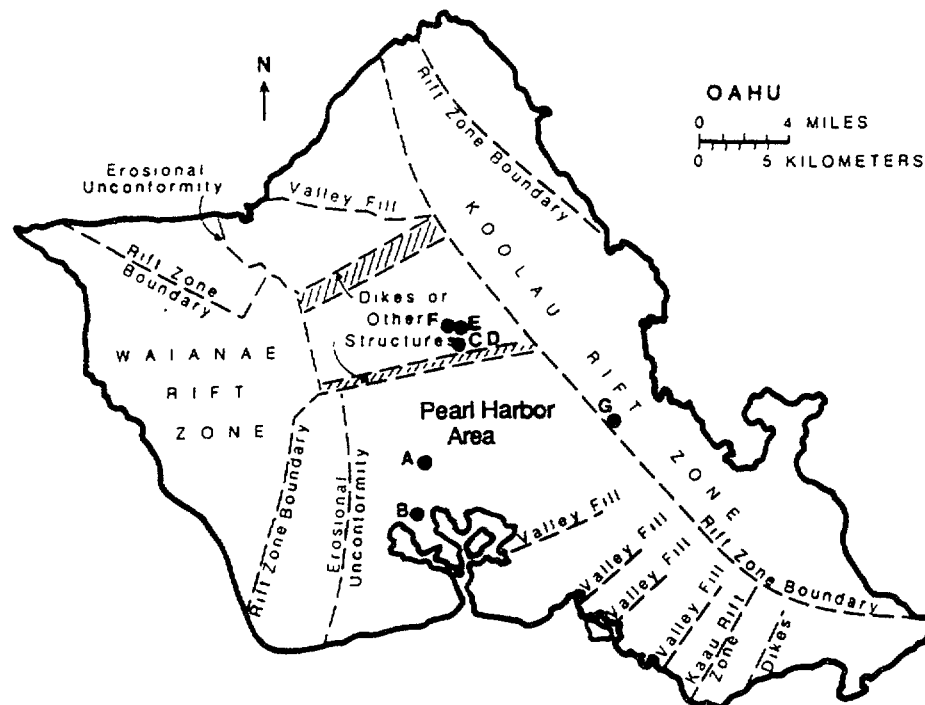 N
OAHU
0 4 MILES
0 5 KILOMETERS
Rift Zone Boundary
Erosional
Unconformity
Valley Fill
KOOLAU RIFT ZONE
Rift Zone
Boundary
Dikes or
Other
Structures
F E
C D
WAIANAE
RIFT
ZONE
G
Pearl Harbor
Area
A
B
Rift Zone Boundary
Erosional
Unconformity
Valley Fill
Valley Fill
Valley Fill
Valley Fill
Kaau Rift
Zone
Dikes
Rift Zone Boundary